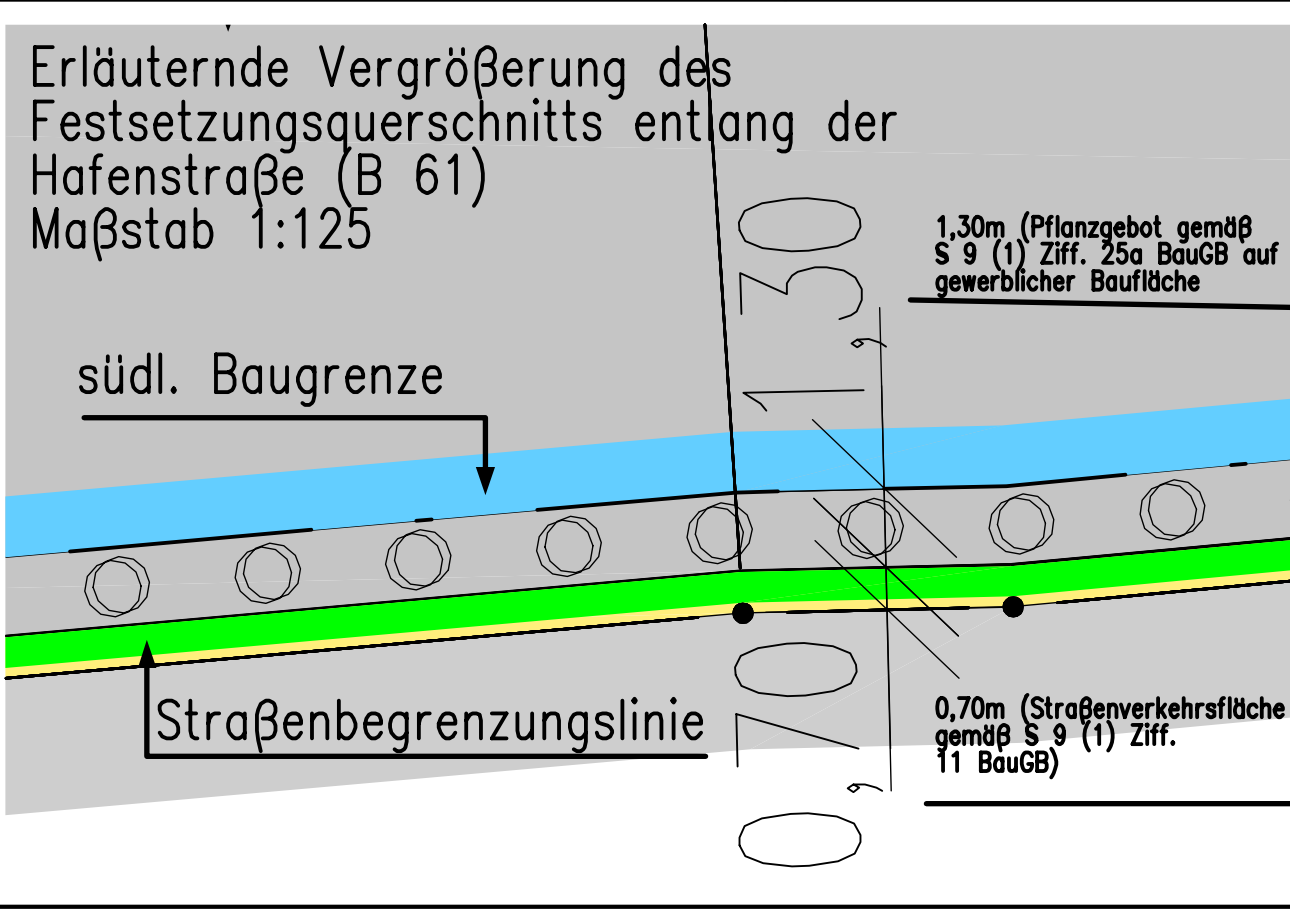 Erläuternde Vergrößerung des
Festsetzungsquerschnitts entlang der
Hafenstraße (B 61)
Maßstab 1:125
1,30m (Pflanzgebot gemäß
S 9 (1) Ziff. 25a BauGB auf
gewerblicher Baufläche
1,30
südl. Baugrenze
Straßenbegrenzungslinie
0,70
0,70m (Straßenverkehrsfläche
gemäß S 9 (1) Ziff.
11 BauGB)